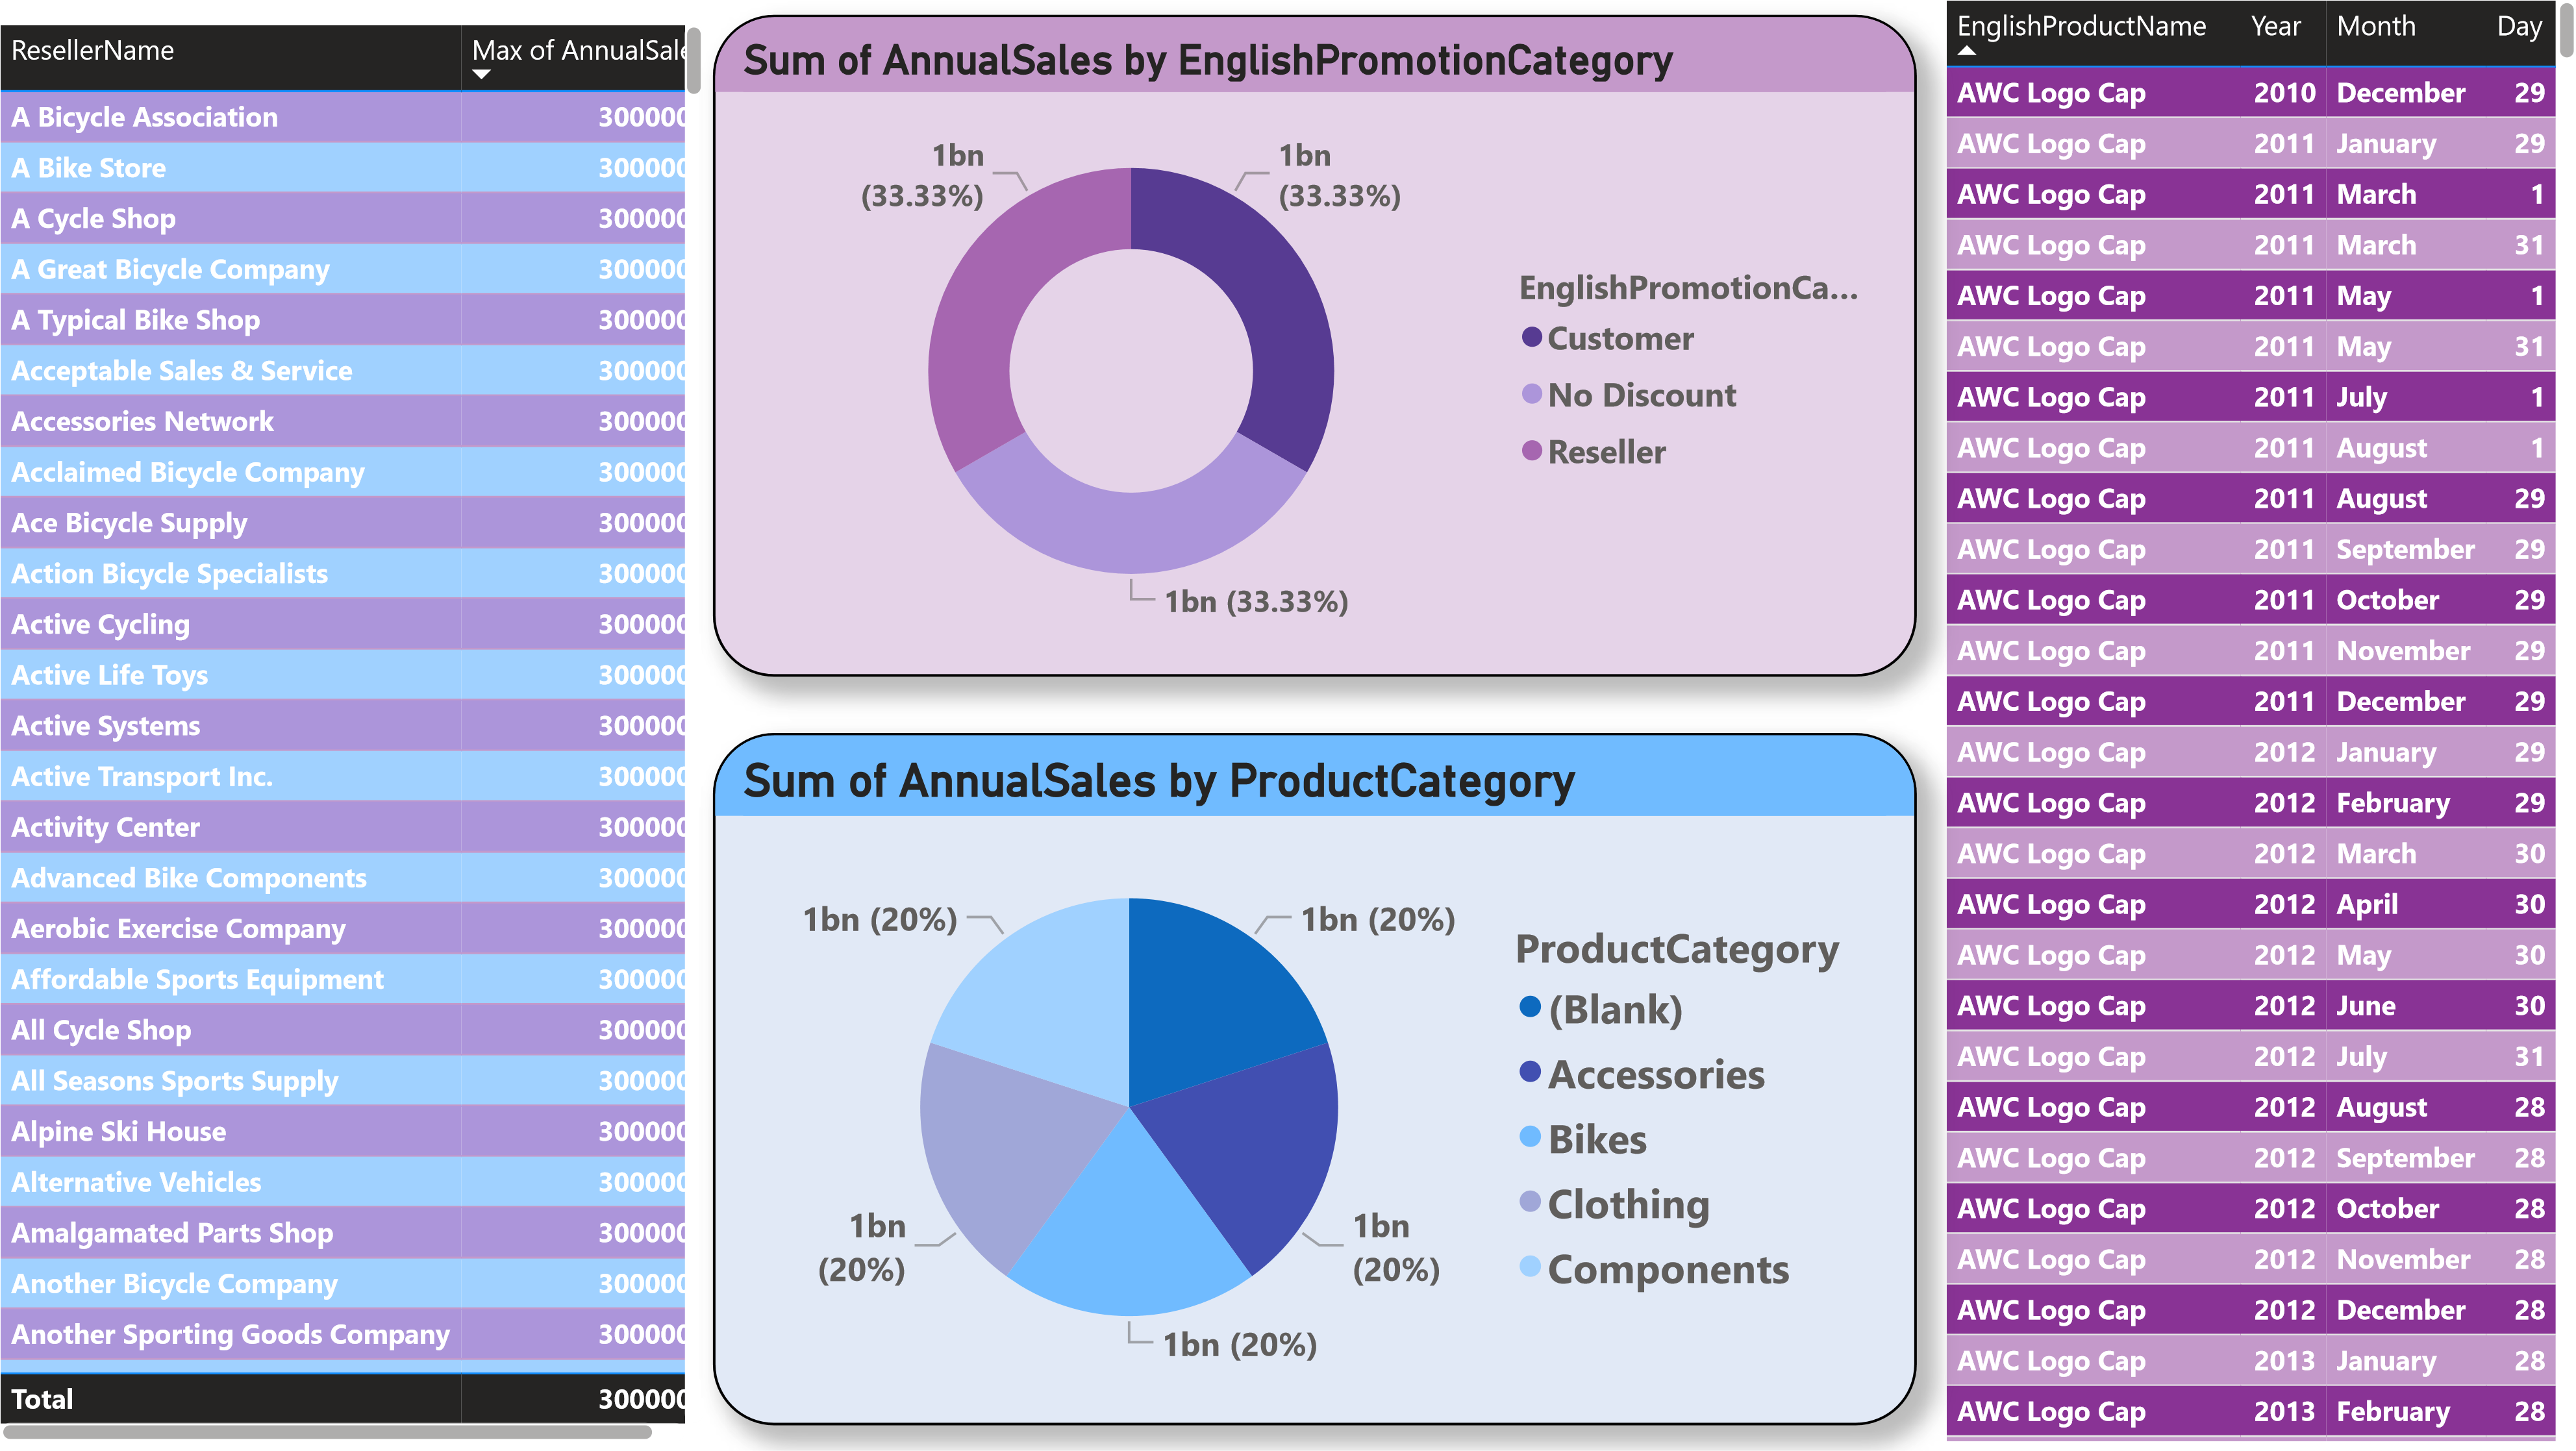 ResellerName Max of AnnualSale
A Bicycle Association 300000
A Bike Store 300000
A Cycle Shop 300000
A Great Bicycle Company 300000
A Typical Bike Shop 300000
Acceptable Sales & Service 300000
Accessories Network 300000
Acclaimed Bicycle Company 300000
Ace Bicycle Supply 300000
Action Bicycle Specialists 300000
Active Cycling 300000
Active Life Toys 300000
Active Systems 300000
Active Transport Inc. 300000
Activity Center 300000
Advanced Bike Components 300000
Aerobic Exercise Company 300000
Affordable Sports Equipment 300000
All Cycle Shop 300000
All Seasons Sports Supply 300000
Alpine Ski House 300000
Alternative Vehicles 300000
Amalgamated Parts Shop 300000
Another Bicycle Company 300000
Another Sporting Goods Company 300000
Total 300000
Sum of AnnualSales by EnglishPromotionCategory
1bn
(33.33%)
1bn
(33.33%)
1bn (33.33%)
EnglishPromotionCa...
Customer
No Discount
Reseller
Sum of AnnualSales by ProductCategory
1bn (20%)
1bn (20%)
1bn
(20%)
1bn
(20%)
1bn (20%)
ProductCategory
(Blank)
Accessories
Bikes
Clothing
Components
EnglishProductName Year Month Day
AWC Logo Cap 2010 December 29
AWC Logo Cap 2011 January 29
AWC Logo Cap 2011 March 1
AWC Logo Cap 2011 March 31
AWC Logo Cap 2011 May 1
AWC Logo Cap 2011 May 31
AWC Logo Cap 2011 July 1
AWC Logo Cap 2011 August 1
AWC Logo Cap 2011 August 29
AWC Logo Cap 2011 September 29
AWC Logo Cap 2011 October 29
AWC Logo Cap 2011 November 29
AWC Logo Cap 2011 December 29
AWC Logo Cap 2012 January 29
AWC Logo Cap 2012 February 29
AWC Logo Cap 2012 March 30
AWC Logo Cap 2012 April 30
AWC Logo Cap 2012 May 30
AWC Logo Cap 2012 June 30
AWC Logo Cap 2012 July 31
AWC Logo Cap 2012 August 28
AWC Logo Cap 2012 September 28
AWC Logo Cap 2012 October 28
AWC Logo Cap 2012 November 28
AWC Logo Cap 2012 December 28
AWC Logo Cap 2013 January 28
AWC Logo Cap 2013 February 28